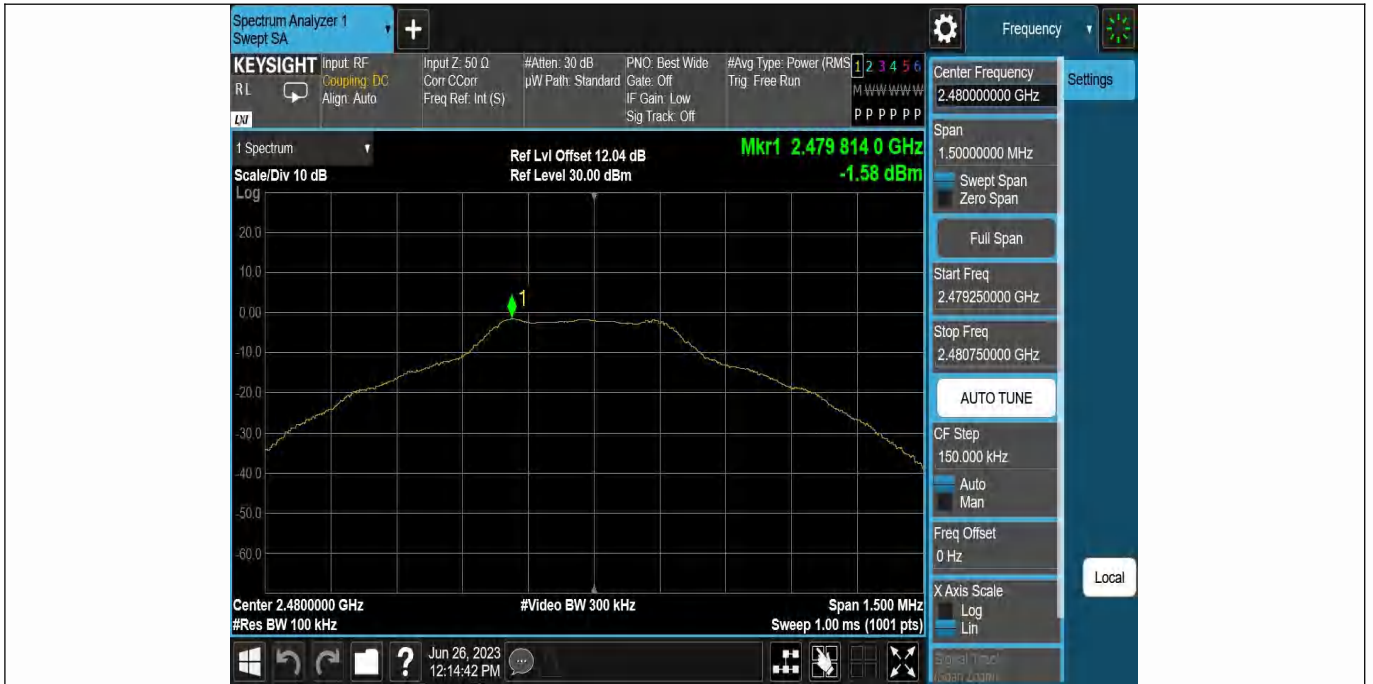 Spectrum Analyzer 1
Swept SA
+
Frequency
KEYSIGHT
RL
LXI
Input: RF
Coupling: DC
Align: Auto
Input Z: 50 Ω
Corr CCorr
Freq Ref: Int (S)
#Atten: 30 dB
µW Path: Standard
PNO: Best Wide
Gate: Off
IF Gain: Low
Sig Track: Off
#Avg Type: Power (RMS
Trig: Free Run
1 2 3 4 5 6
M W W W W W
P P P P P P
Center Frequency
2.480000000 GHz
Settings
Span
1.50000000 MHz
Swept Span
Zero Span
Full Span
Start Freq
2.479250000 GHz
Stop Freq
2.480750000 GHz
AUTO TUNE
CF Step
150.000 kHz
Auto
Man
Freq Offset
0 Hz
X Axis Scale
Log
Lin
Signal Track
(Span Zoom)
Local
1 Spectrum
Scale/Div 10 dB
Ref Lvl Offset 12.04 dB
Ref Level 30.00 dBm
Mkr1 2.479 814 0 GHz
-1.58 dBm
Log
20.0
10.0
0.00
-10.0
-20.0
-30.0
-40.0
-50.0
-60.0
1
Center 2.4800000 GHz
#Res BW 100 kHz
#Video BW 300 kHz
Span 1.500 MHz
Sweep 1.00 ms (1001 pts)
?
Jun 26, 2023
12:14:42 PM